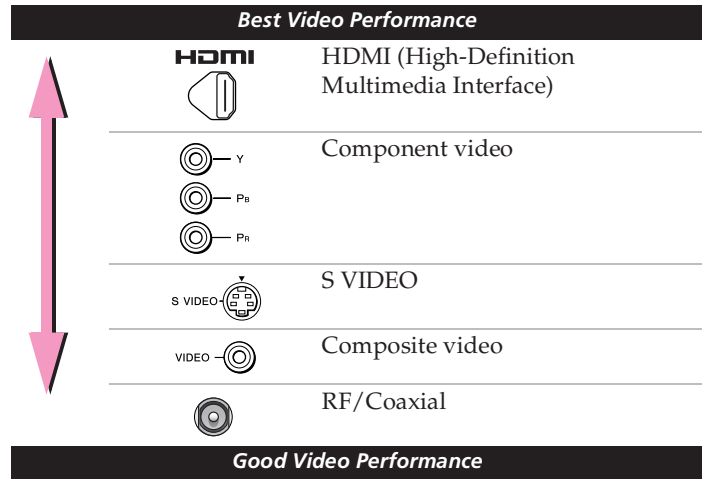 Best Video Performance
HDMI
HDMI (High-Definition
Multimedia Interface)
Y
PB
PR
Component video
S VIDEO
S VIDEO
VIDEO
Composite video
RF/Coaxial
Good Video Performance